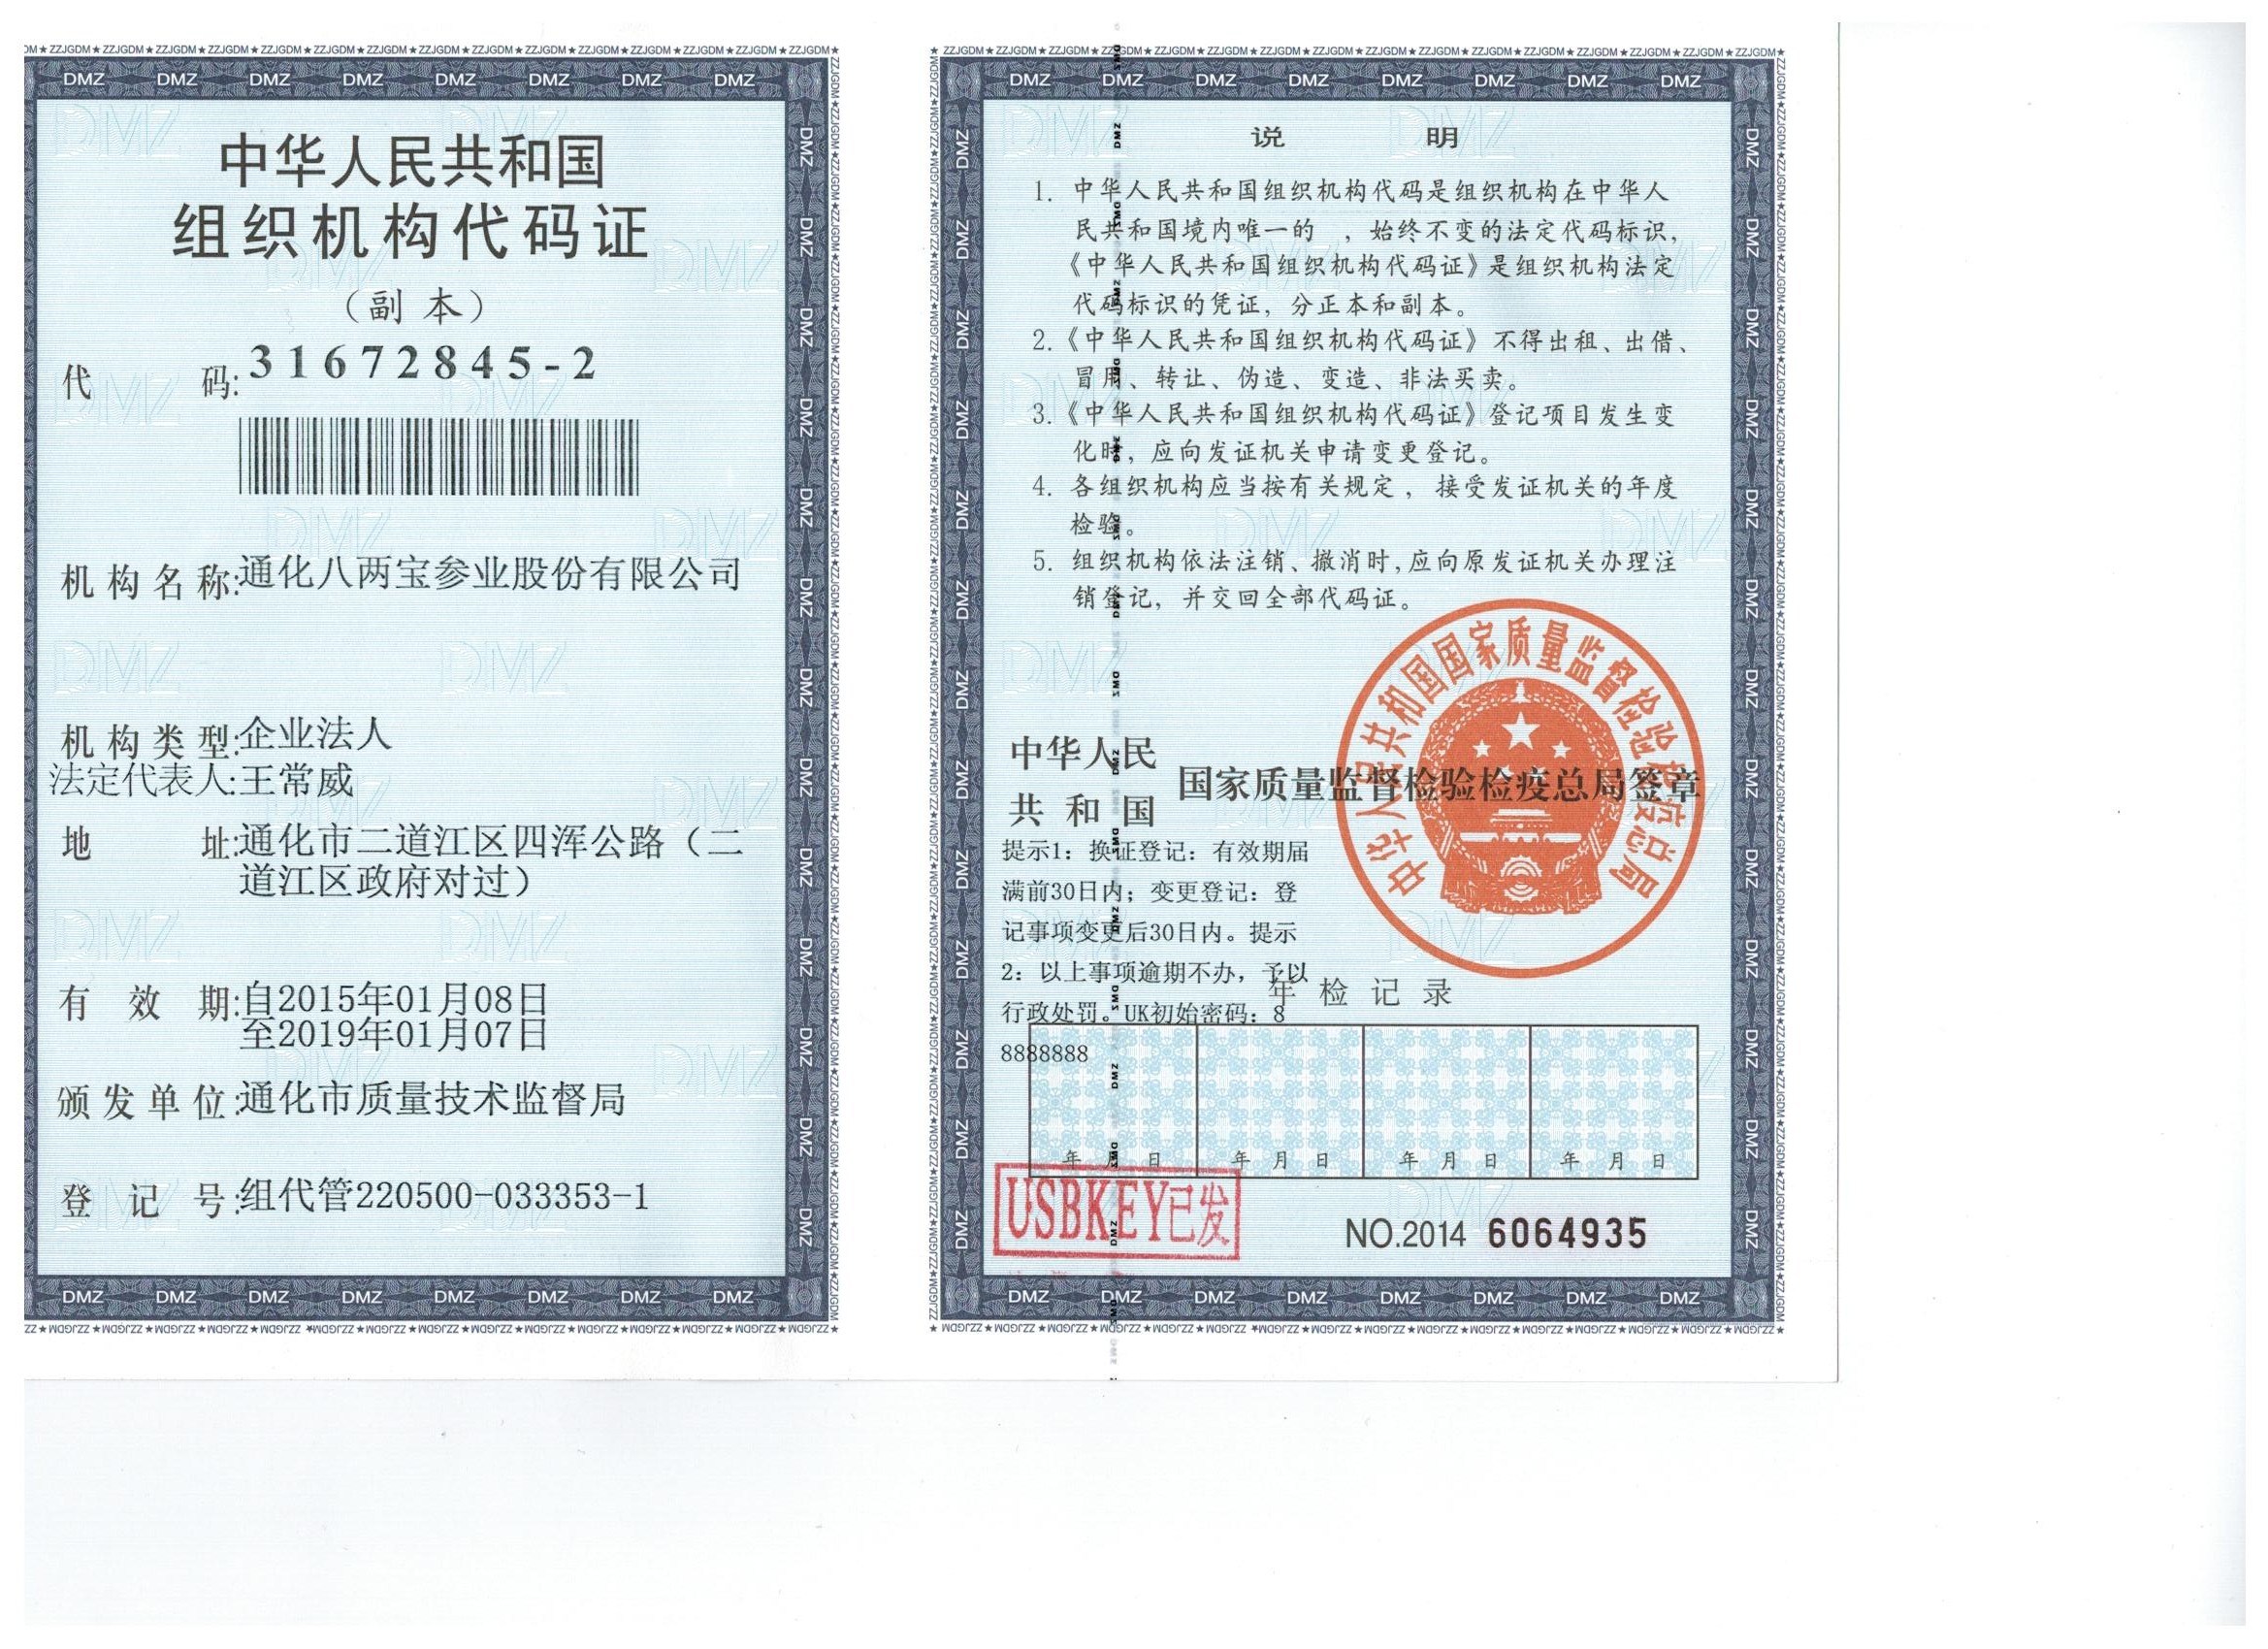 中华人民共和国
组织机构代码证
（副 本）
代 码:31672845-2
机构名称:通化八两宝参业股份有限公司
机构类型:企业法人
法定代表人:王常威
地 址:通化市二道江区四浑公路（二
道江区政府对过）
有 效 期:自2015年01月08日
至2019年01月07日
颁发单位:通化市质量技术监督局
登 记 号:组代管220500-033353-1
说 明
1. 中华人民共和国组织机构代码是组织机构在中华人
民共和国境内唯一的 ，始终不变的法定代码标识，
《中华人民共和国组织机构代码证》是组织机构法定
代码标识的凭证，分正本和副本。
2.《中华人民共和国组织机构代码证》不得出租、出借、
冒用、转让、伪造、变造、非法买卖。
3.《中华人民共和国组织机构代码证》登记项目发生变
化时，应向发证机关申请变更登记。
4. 各组织机构应当按有关规定，接受发证机关的年度
检验。
5. 组织机构依法注销、撤消时，应向原发证机关办理注
销登记，并交回全部代码证。
中华人民共和国国家质量监督检验检疫总局
中华人民
共和国
国家质量监督检验检疫总局签章
提示1：换证登记：有效期届
满前30日内；变更登记：登
记事项变更后30日内。提示
2：以上事项逾期不办，予以
行政处罚。UK初始密码：8
8888888
年检记录
年 月 日 年 月 日 年 月 日 年 月 日
USBKEY已发
NO.2014 6064935